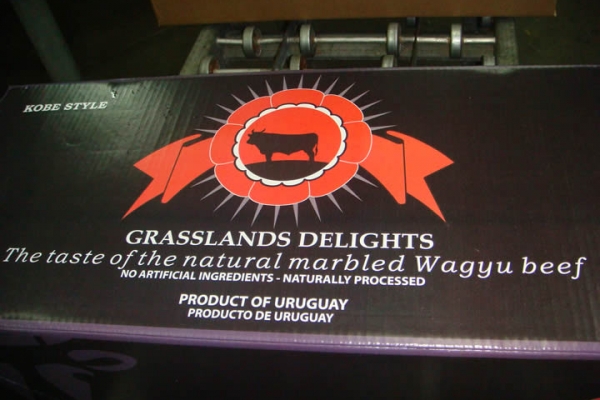 KOBE STYLE
GRASSLANDS DELIGHTS
The taste of the natural marbled Wagyu beef
NO ARTIFICIAL INGREDIENTS - NATURALLY PROCESSED
PRODUCT OF URUGUAY
PRODUCTO DE URUGUAY